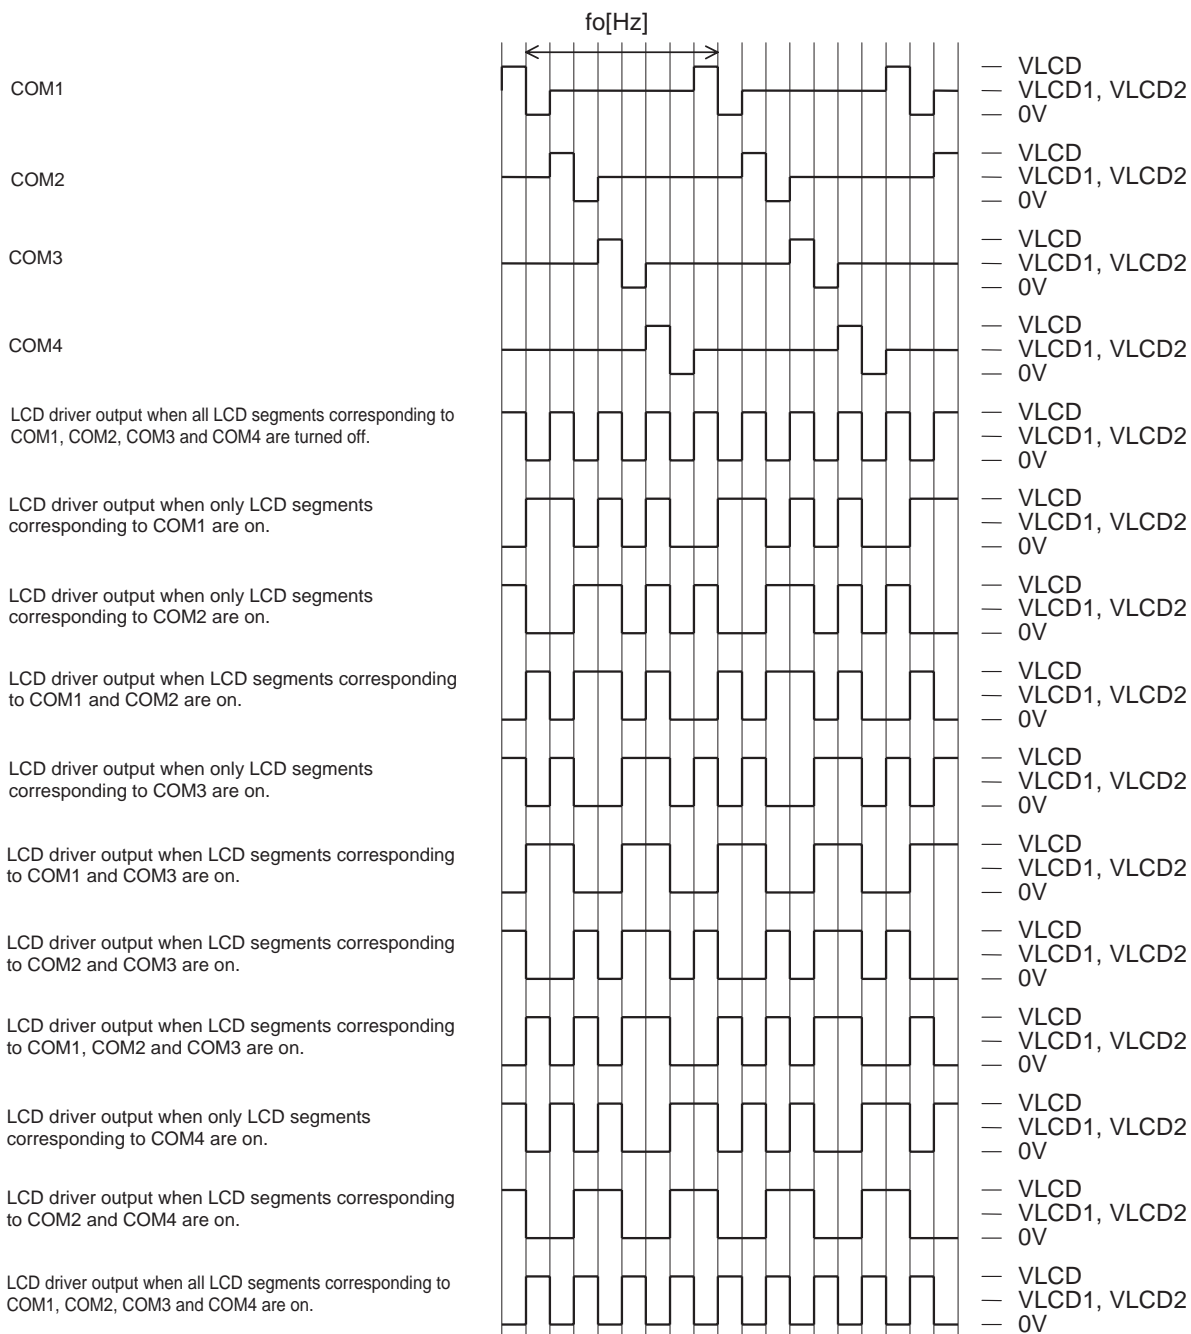 fo[Hz]
COM1
VLCD
VLCD1, VLCD2
0V
COM2
VLCD
VLCD1, VLCD2
0V
COM3
VLCD
VLCD1, VLCD2
0V
COM4
VLCD
VLCD1, VLCD2
0V
LCD driver output when all LCD segments corresponding to
COM1, COM2, COM3 and COM4 are turned off.
VLCD
VLCD1, VLCD2
0V
LCD driver output when only LCD segments
corresponding to COM1 are on.
VLCD
VLCD1, VLCD2
0V
LCD driver output when only LCD segments
corresponding to COM2 are on.
VLCD
VLCD1, VLCD2
0V
LCD driver output when LCD segments corresponding
to COM1 and COM2 are on.
VLCD
VLCD1, VLCD2
0V
LCD driver output when only LCD segments
corresponding to COM3 are on.
VLCD
VLCD1, VLCD2
0V
LCD driver output when LCD segments corresponding
to COM1 and COM3 are on.
VLCD
VLCD1, VLCD2
0V
LCD driver output when LCD segments corresponding
to COM2 and COM3 are on.
VLCD
VLCD1, VLCD2
0V
LCD driver output when LCD segments corresponding
to COM1, COM2 and COM3 are on.
VLCD
VLCD1, VLCD2
0V
LCD driver output when only LCD segments
corresponding to COM4 are on.
VLCD
VLCD1, VLCD2
0V
LCD driver output when LCD segments corresponding
to COM2 and COM4 are on.
VLCD
VLCD1, VLCD2
0V
LCD driver output when all LCD segments corresponding to
COM1, COM2, COM3 and COM4 are on.
VLCD
VLCD1, VLCD2
0V